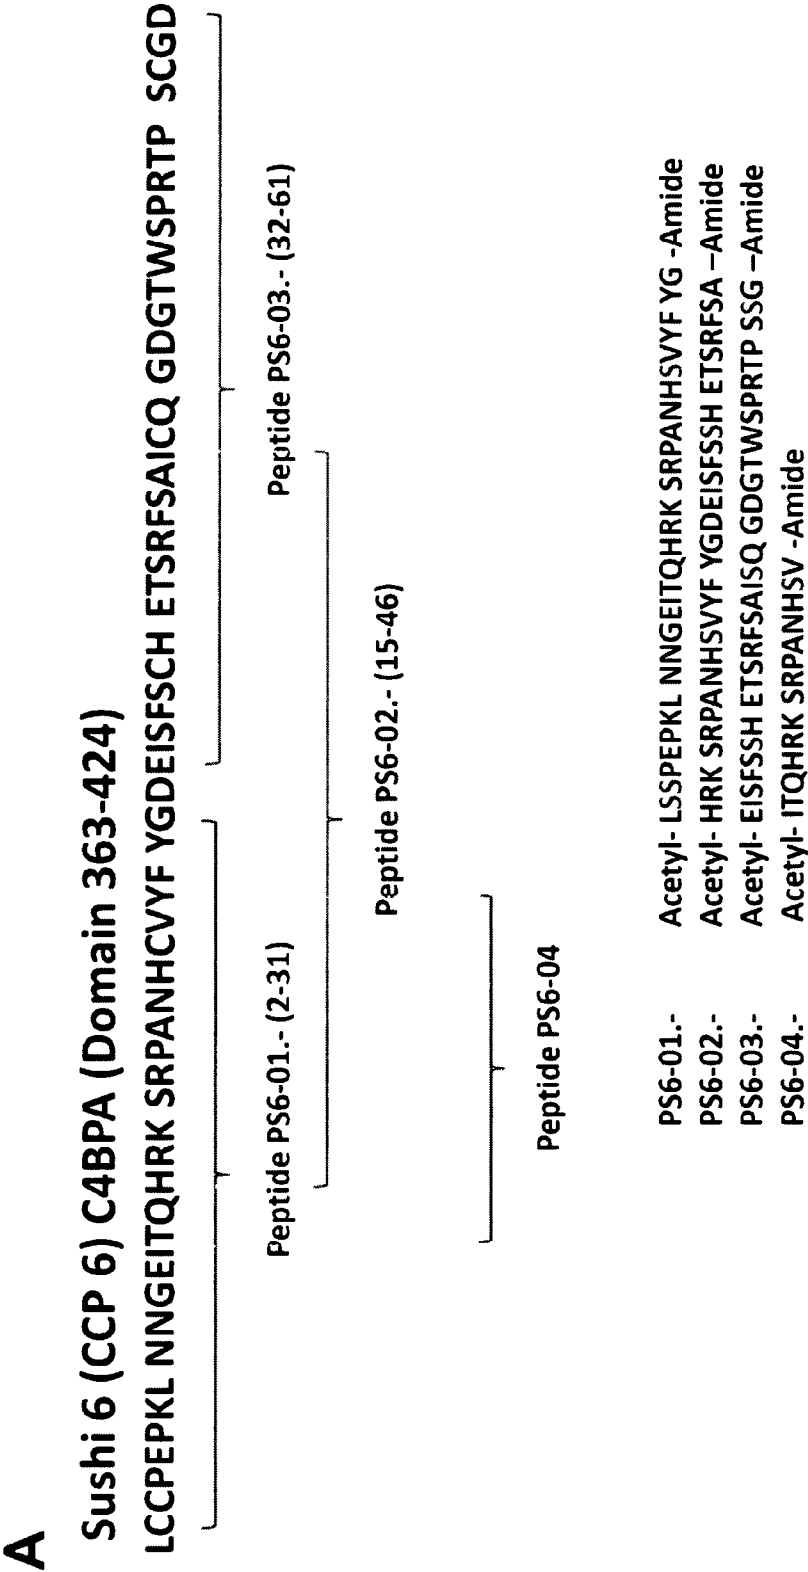 A
Sushi 6 (CCP 6) C4BPA (Domain 363-424)
LCCPEPKL NNGEITQHRK SRPANHCVYF YGDEISFSCH ETSRFSAICQ GDGTWSPRTP SCGD
Peptide PS6-01.- (2-31)
Peptide PS6-03.- (32-61)
Peptide PS6-02.- (15-46)
Peptide PS6-04
PS6-01.- Acetyl- LSSPEPKL NNGEITQHRK SRPANHSVYF YG -Amide
PS6-02.- Acetyl- HRK SRPANHSVYF YGDEISFSSH ETSRFSA –Amide
PS6-03.- Acetyl- EISFSSH ETSRFSAISQ GDGTWSPRTP SSG –Amide
PS6-04.- Acetyl- ITQHRK SRPANHSV -Amide